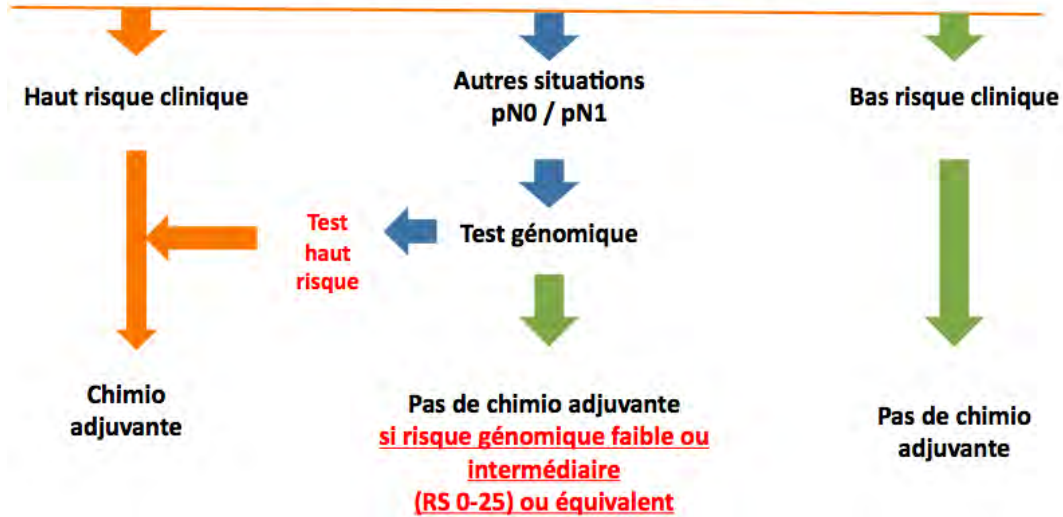 Haut risque clinique
Autres situations
pN0 / pN1
Bas risque clinique
Test
haut
risque
Test génomique
Chimio
adjuvante
Pas de chimio adjuvante
si risque génomique faible ou
intermédiaire
(RS 0-25) ou équivalent
Pas de chimio
adjuvante